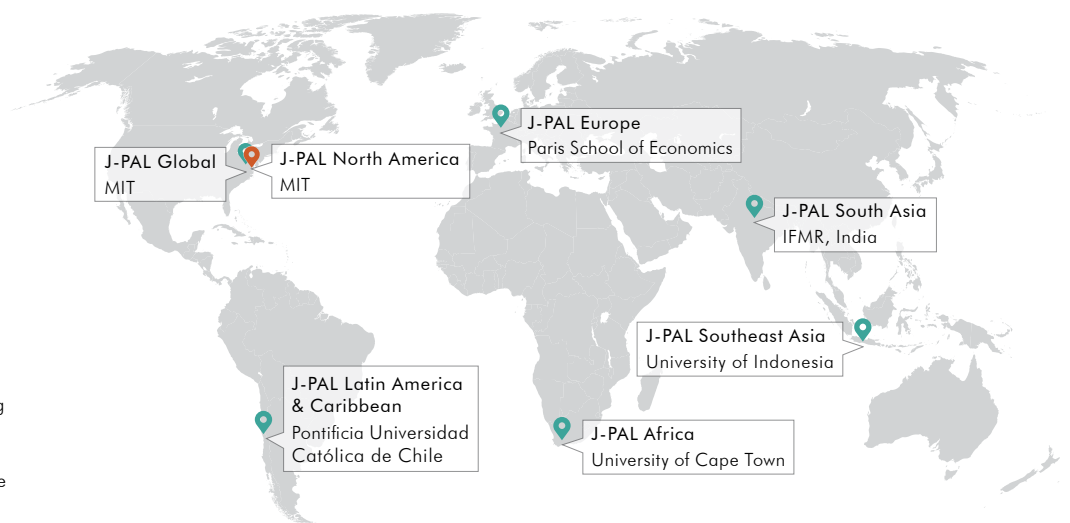 J-PAL Europe
Paris School of Economics
J-PAL Global
MIT
J-PAL North America
MIT
J-PAL South Asia
IFMR, India
J-PAL Southeast Asia
University of Indonesia
J-PAL Latin America
& Caribbean
Pontificia Universidad
Católica de Chile
J-PAL Africa
University of Cape Town